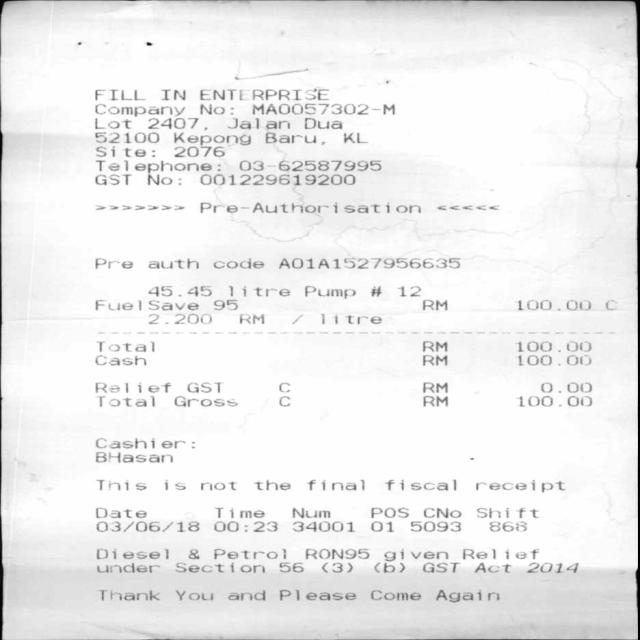 FILL IN ENTERPRISE
Company No: MA0057302-M
Lot 2407, Jalan Dua
52100 Kepong Baru, KL
Site: 2076
Telephone: 03-62587995
GST No: 001229619200
>>>>>>> Pre-Authorisation <<<<<
Pre auth code A01A1527956635
45.45 litre Pump # 12
FuelSave 95 RM 100.00 C
2.200 RM / litre
Total RM 100.00
Cash RM 100.00
Relief GST C RM 0.00
Total Gross C RM 100.00
Cashier:
BHasan
This is not the final fiscal receipt
Date Time Num POS CNo Shift
03/06/18 00:23 34001 01 5093 868
Diesel & Petrol RON95 given Relief
under Section 56 (3) (b) GST Act 2014
Thank You and Please Come Again